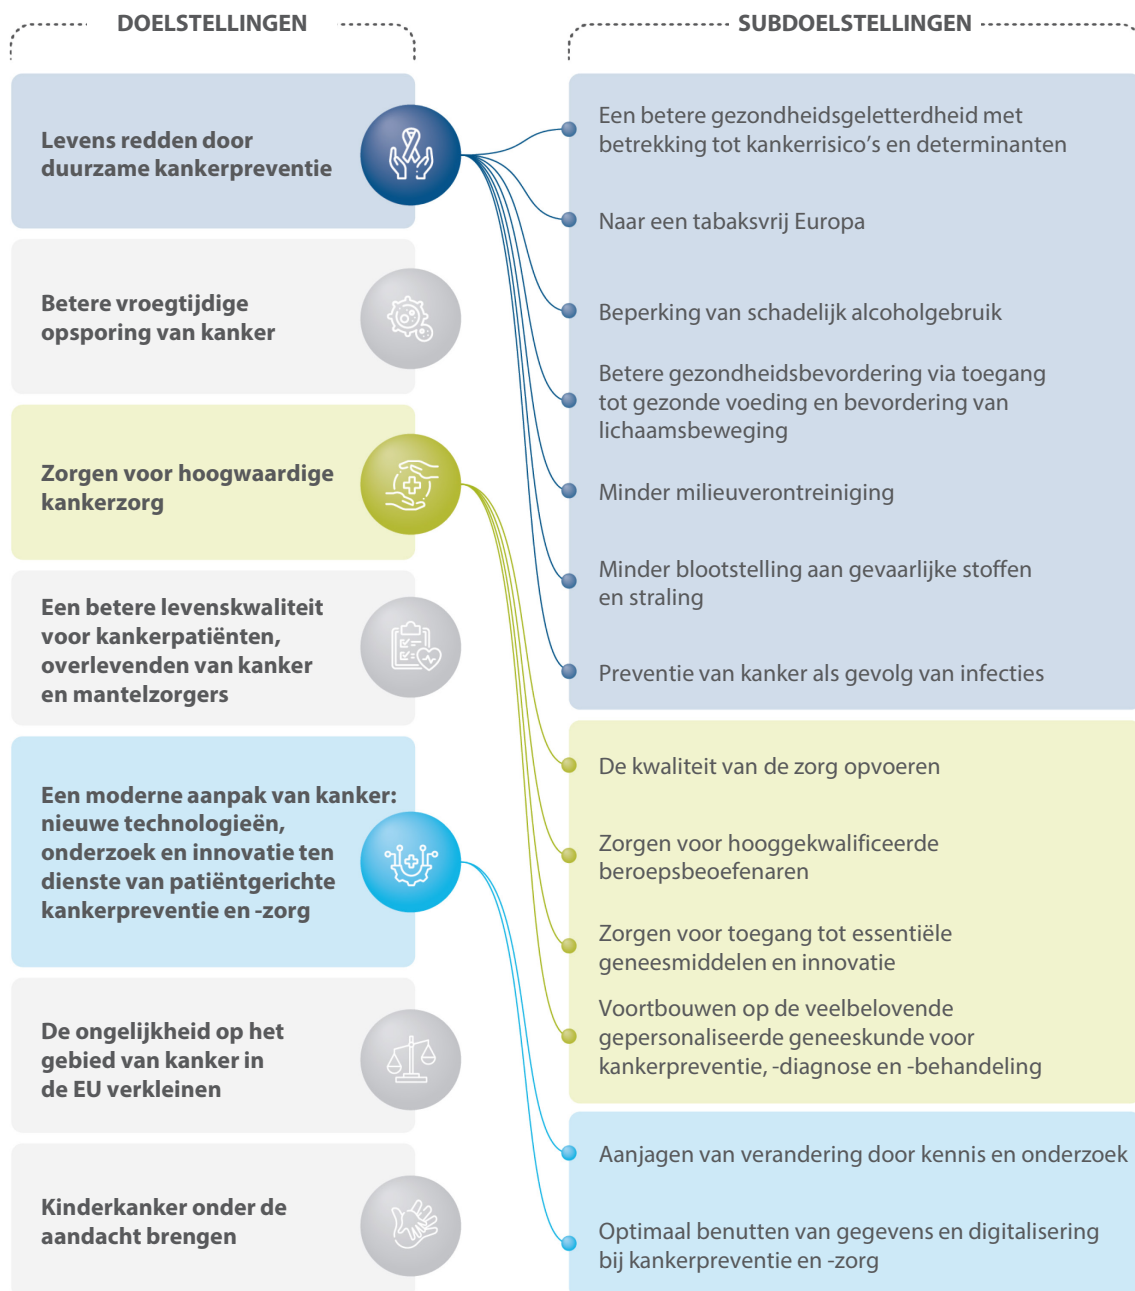 DOELSTELLINGEN
Levens redden door
duurzame kankerpreventie
Betere vroegtijdige
opsporing van kanker
Zorgen voor hoogwaardige
kankerzorg
Een betere levenskwaliteit
voor kankerpatiënten,
overlevenden van kanker
en mantelzorgers
Een moderne aanpak van kanker:
nieuwe technologieën,
onderzoek en innovatie ten
dienste van patiëntgerichte
kankerpreventie en -zorg
De ongelijkheid op het
gebied van kanker in
de EU verkleinen
Kinderkanker onder de
aandacht brengen
SUBDOELSTELLINGEN
Een betere gezondheidsgeletterdheid met
betrekking tot kankerrisico’s en determinanten
Naar een tabaksvrij Europa
Beperking van schadelijk alcoholgebruik
Betere gezondheidsbevordering via toegang
tot gezonde voeding en bevordering van
lichaamsbeweging
Minder milieuverontreiniging
Minder blootstelling aan gevaarlijke stoffen
en straling
Preventie van kanker als gevolg van infecties
De kwaliteit van de zorg opvoeren
Zorgen voor hooggekwalificeerde
beroepsbeoefenaren
Zorgen voor toegang tot essentiële
geneesmiddelen en innovatie
Voortbouwen op de veelbelovende
gepersonaliseerde geneeskunde voor
kankerpreventie, -diagnose en -behandeling
Aanjagen van verandering door kennis en onderzoek
Optimaal benutten van gegevens en digitalisering
bij kankerpreventie en -zorg